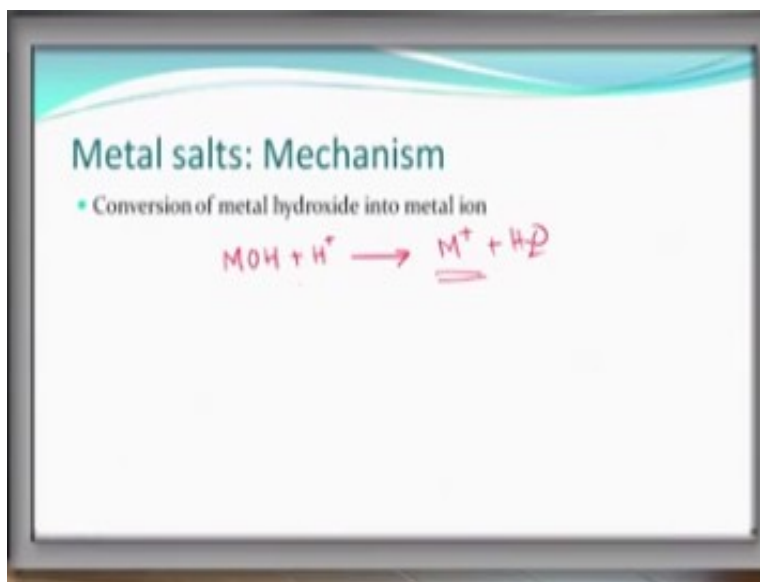 Metal salts: Mechanism
• Conversion of metal hydroxide into metal ion
MOH + H⁺ ⟶ M⁺ + H₂O